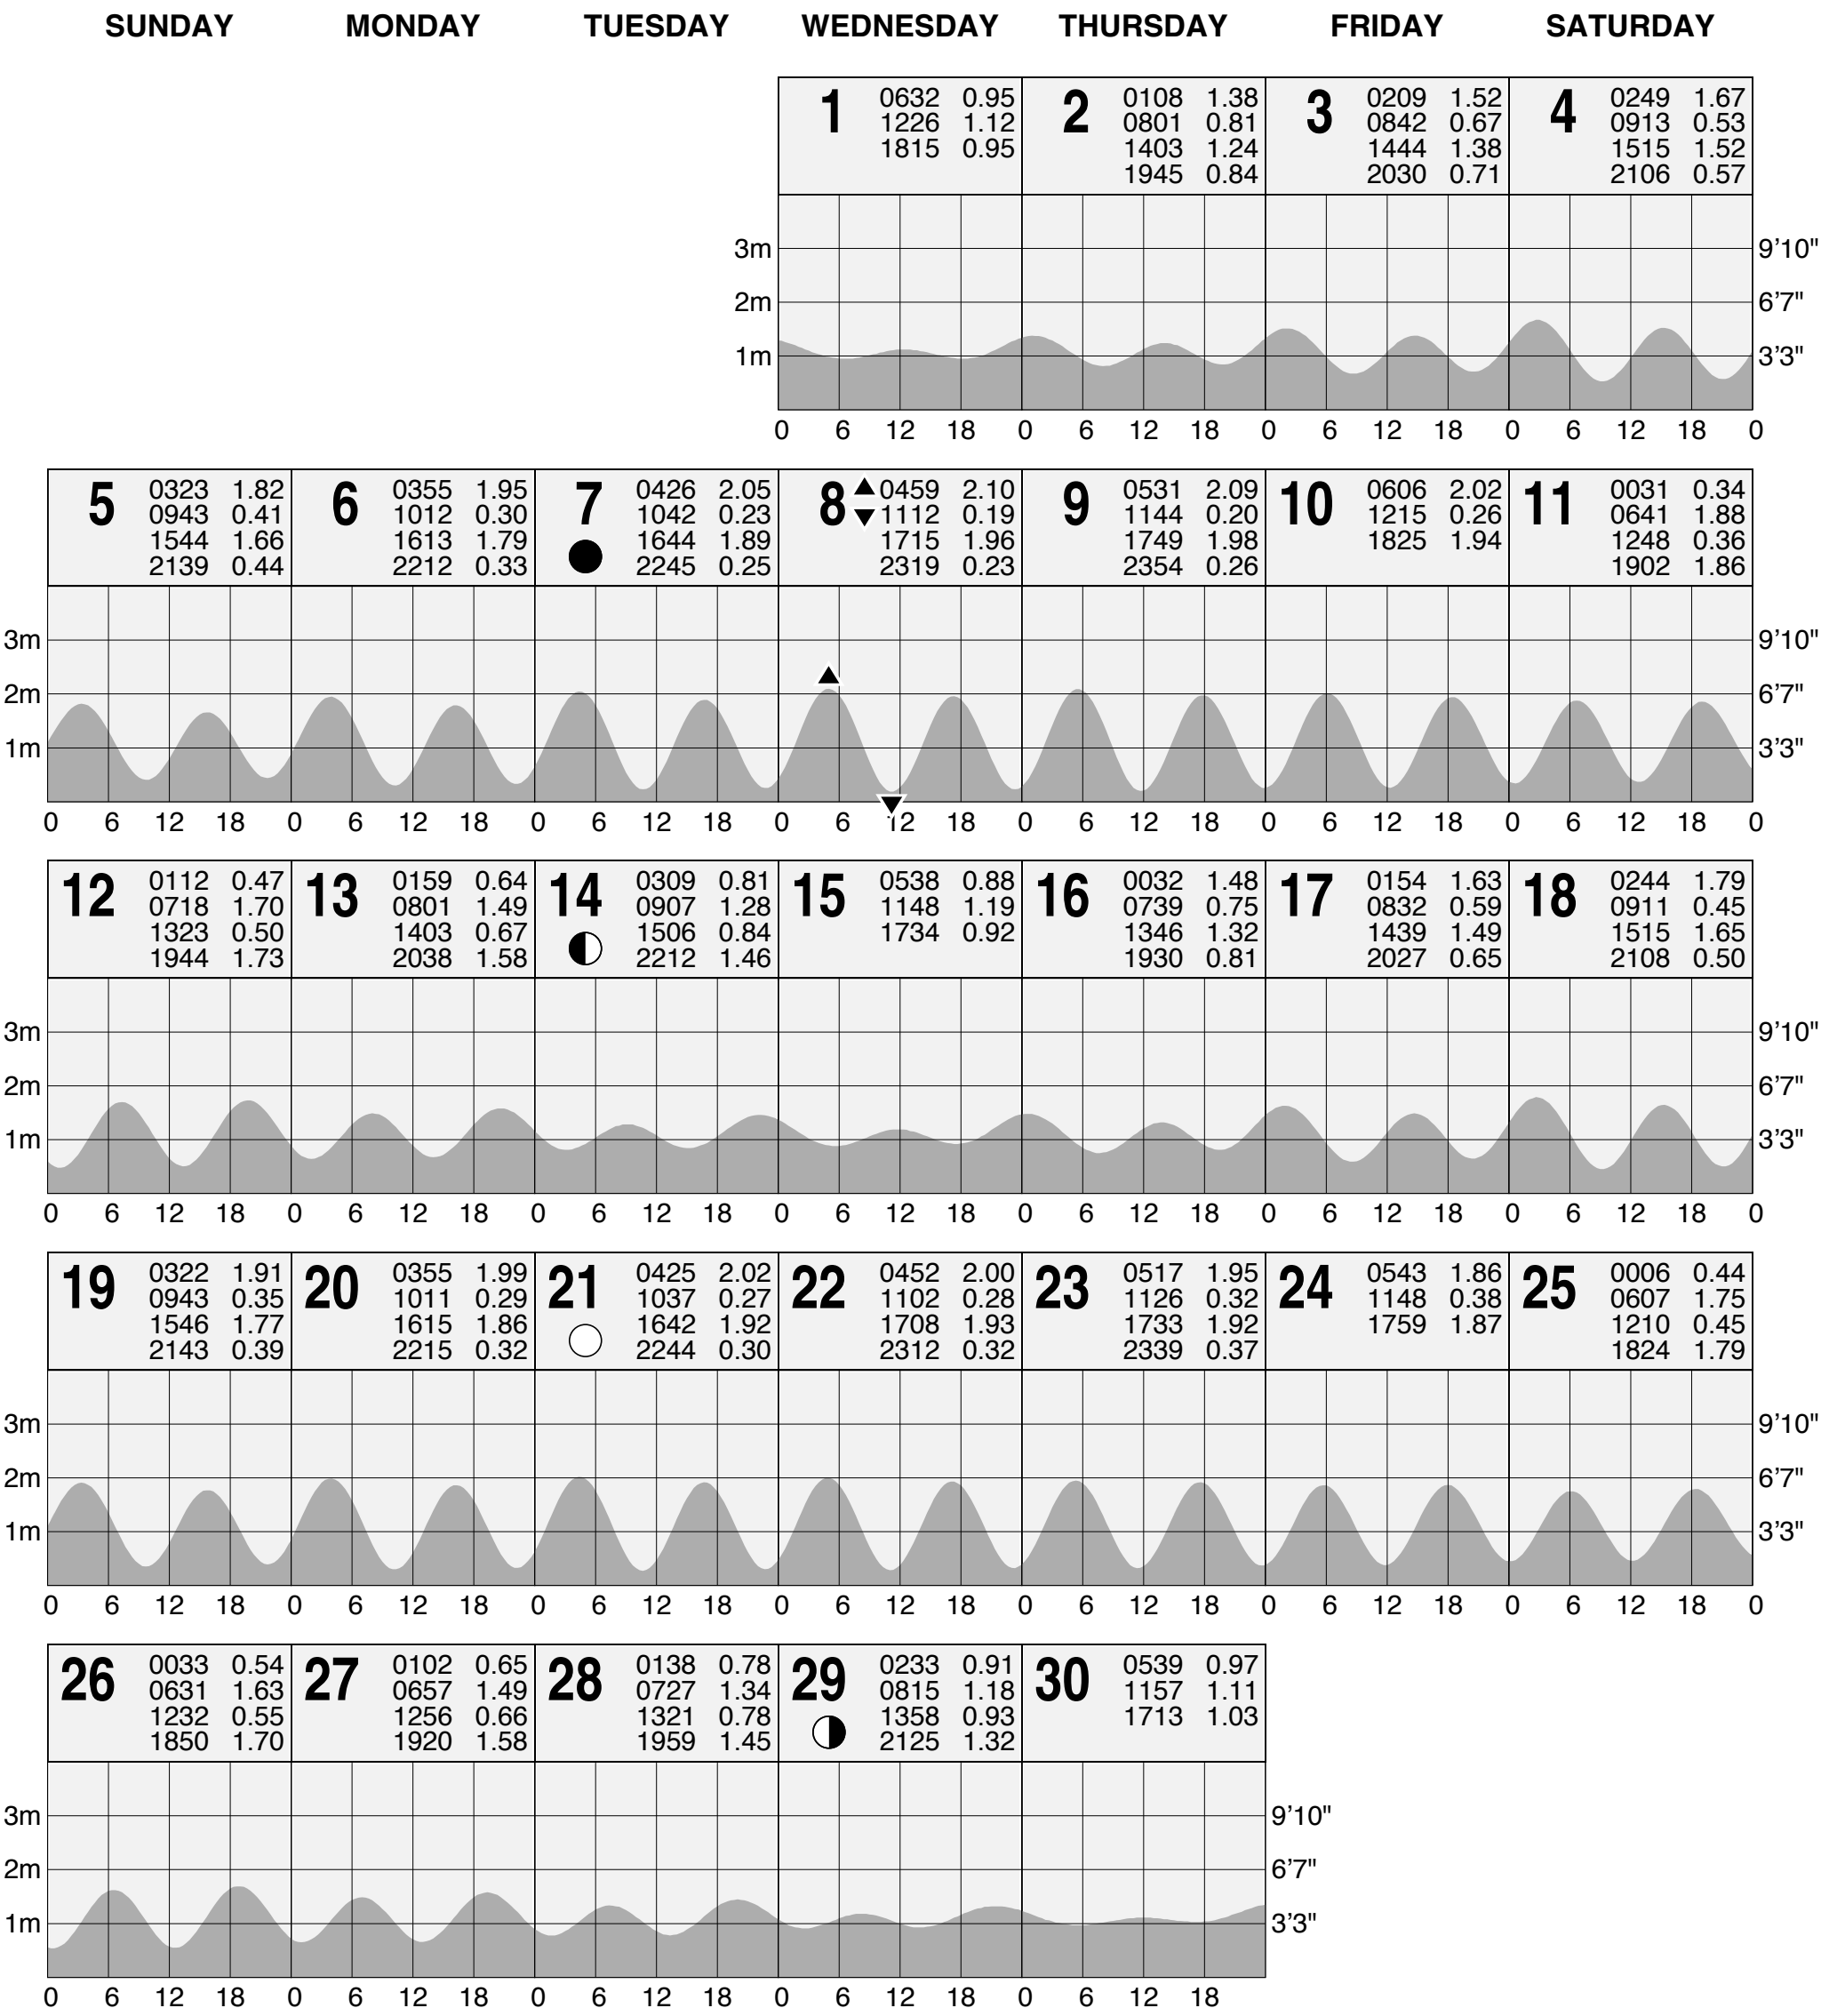 SUNDAY MONDAY TUESDAY WEDNESDAY THURSDAY FRIDAY SATURDAY
1 0632 0.95
1226 1.12
1815 0.95
2 0108 1.38
0801 0.81
1403 1.24
1945 0.84
3 0209 1.52
0842 0.67
1444 1.38
2030 0.71
4 0249 1.67
0913 0.53
1515 1.52
2106 0.57
3m 9'10"
2m 6'7"
1m 3'3"
0 6 12 18 0 6 12 18 0 6 12 18 0 6 12 18 0
5 0323 1.82
0943 0.41
1544 1.66
2139 0.44
6 0355 1.95
1012 0.30
1613 1.79
2212 0.33
7 0426 2.05
1042 0.23
1644 1.89
2245 0.25
8 0459 2.10
1112 0.19
1715 1.96
2319 0.23
9 0531 2.09
1144 0.20
1749 1.98
2354 0.26
10 0606 2.02
1215 0.26
1825 1.94
11 0031 0.34
0641 1.88
1248 0.36
1902 1.86
3m 9'10"
2m 6'7"
1m 3'3"
0 6 12 18 0 6 12 18 0 6 12 18 0 6 12 18 0 6 12 18 0 6 12 18 0 6 12 18 0
12 0112 0.47
0718 1.70
1323 0.50
1944 1.73
13 0159 0.64
0801 1.49
1403 0.67
2038 1.58
14 0309 0.81
0907 1.28
1506 0.84
2212 1.46
15 0538 0.88
1148 1.19
1734 0.92
16 0032 1.48
0739 0.75
1346 1.32
1930 0.81
17 0154 1.63
0832 0.59
1439 1.49
2027 0.65
18 0244 1.79
0911 0.45
1515 1.65
2108 0.50
3m 9'10"
2m 6'7"
1m 3'3"
0 6 12 18 0 6 12 18 0 6 12 18 0 6 12 18 0 6 12 18 0 6 12 18 0 6 12 18 0
19 0322 1.91
0943 0.35
1546 1.77
2143 0.39
20 0355 1.99
1011 0.29
1615 1.86
2215 0.32
21 0425 2.02
1037 0.27
1642 1.92
2244 0.30
22 0452 2.00
1102 0.28
1708 1.93
2312 0.32
23 0517 1.95
1126 0.32
1733 1.92
2339 0.37
24 0543 1.86
1148 0.38
1759 1.87
25 0006 0.44
0607 1.75
1210 0.45
1824 1.79
3m 9'10"
2m 6'7"
1m 3'3"
0 6 12 18 0 6 12 18 0 6 12 18 0 6 12 18 0 6 12 18 0 6 12 18 0 6 12 18 0
26 0033 0.54
0631 1.63
1232 0.55
1850 1.70
27 0102 0.65
0657 1.49
1256 0.66
1920 1.58
28 0138 0.78
0727 1.34
1321 0.78
1959 1.45
29 0233 0.91
0815 1.18
1358 0.93
2125 1.32
30 0539 0.97
1157 1.11
1713 1.03
3m 9'10"
2m 6'7"
1m 3'3"
0 6 12 18 0 6 12 18 0 6 12 18 0 6 12 18 0 6 12 18